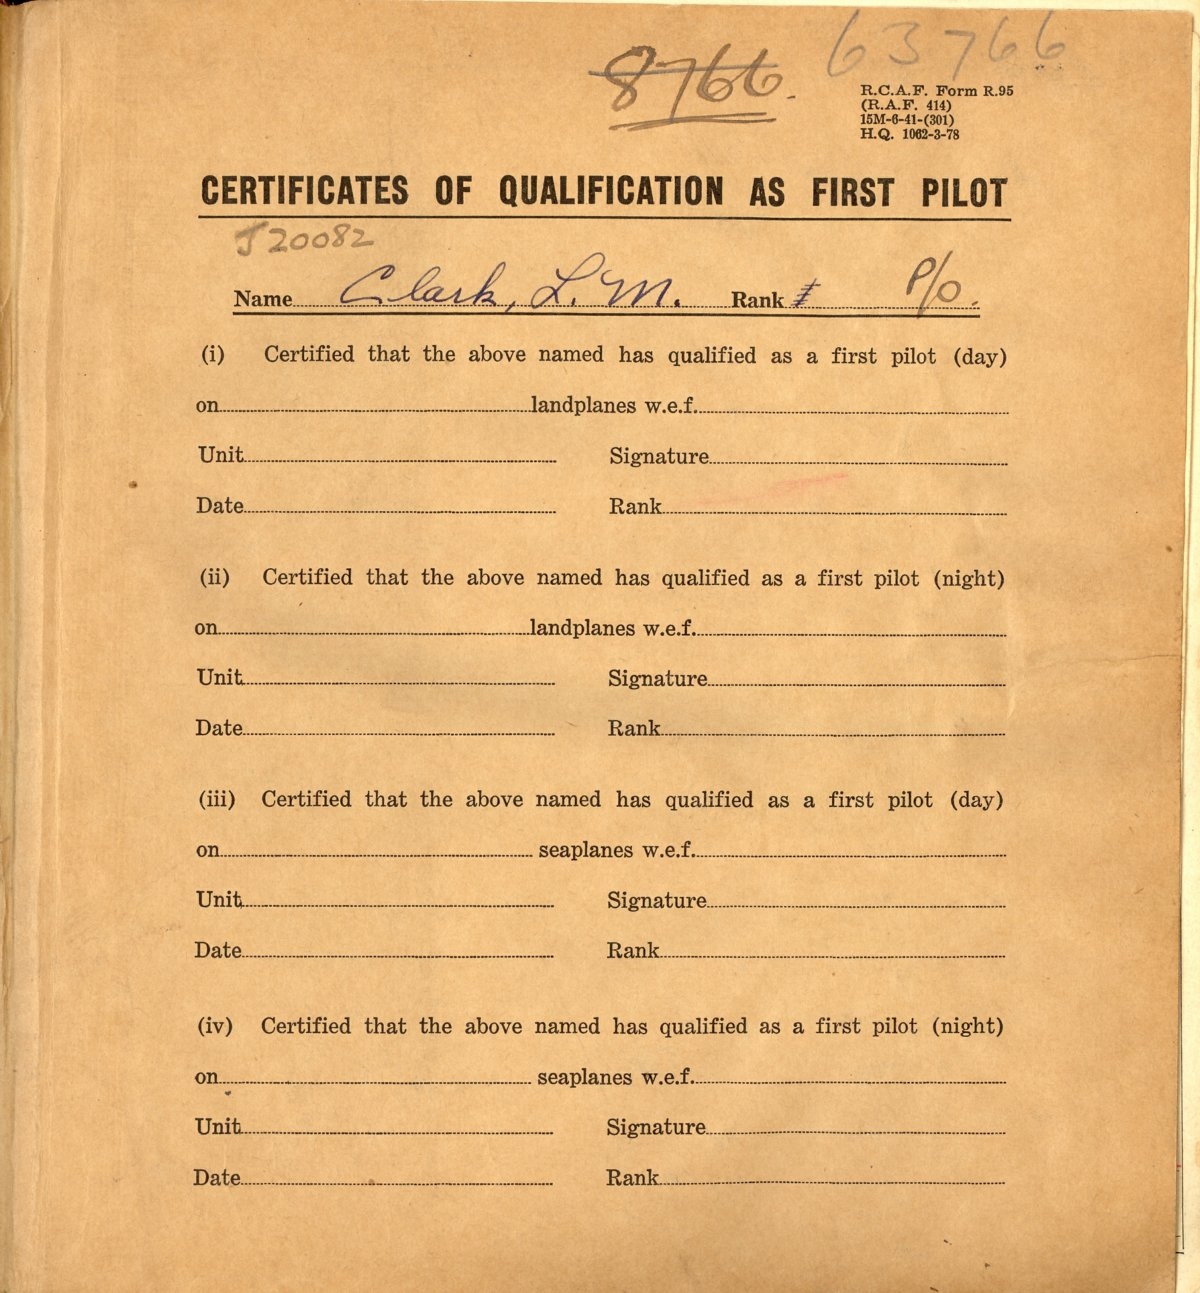 8766. 63766
R.C.A.F. Form R.95
(R.A.F. 414)
15M-6-41-(301)
H.Q. 1062-3-78
CERTIFICATES OF QUALIFICATION AS FIRST PILOT
J20082
Name Clark, L. M. Rank P/O.
(i) Certified that the above named has qualified as a first pilot (day)
on landplanes w.e.f.
Unit Signature
Date Rank
(ii) Certified that the above named has qualified as a first pilot (night)
on landplanes w.e.f.
Unit Signature
Date Rank
(iii) Certified that the above named has qualified as a first pilot (day)
on seaplanes w.e.f.
Unit Signature
Date Rank
(iv) Certified that the above named has qualified as a first pilot (night)
on seaplanes w.e.f.
Unit Signature
Date Rank